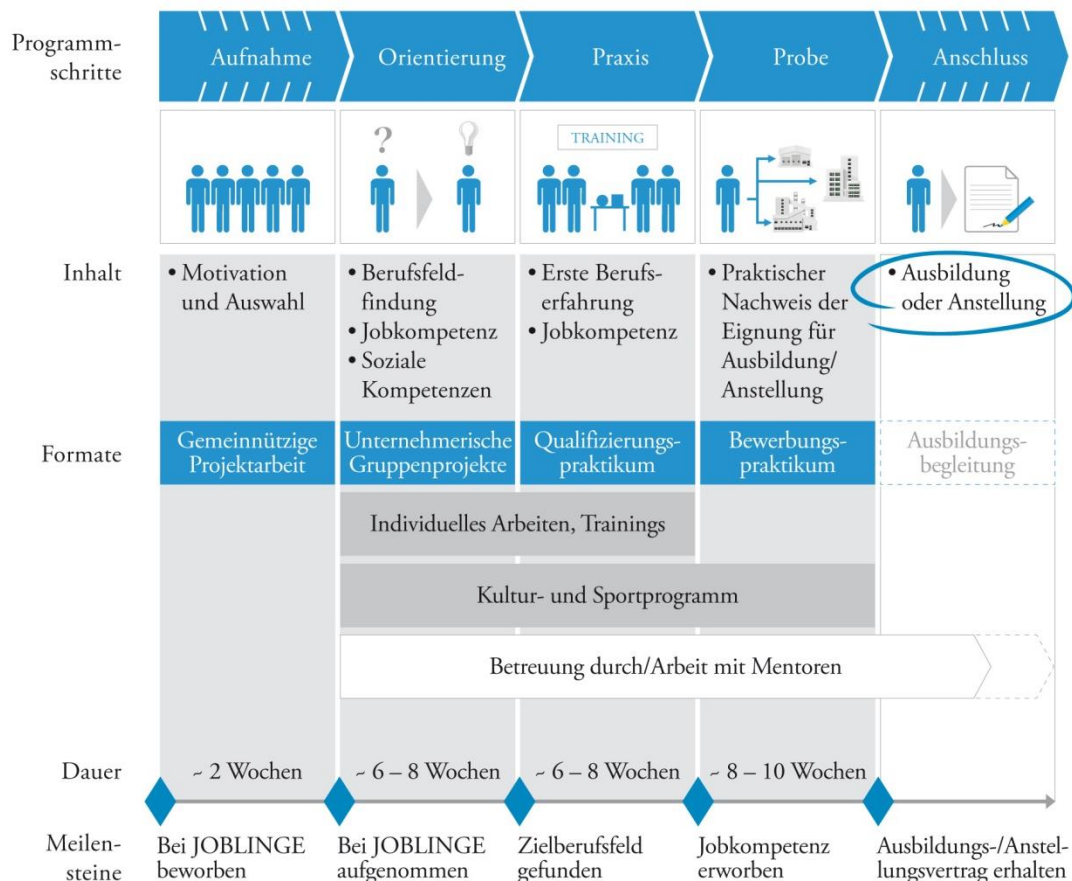 Programm-
schritte
Aufnahme
Orientierung
Praxis
Probe
Anschluss
?
TRAINING
Inhalt
• Motivation
und Auswahl
• Berufsfeld-
findung
• Jobkompetenz
• Soziale
Kompetenzen
• Erste Berufs-
erfahrung
• Jobkompetenz
• Praktischer
Nachweis der
Eignung für
Ausbildung/
Anstellung
• Ausbildung
oder Anstellung
Formate
Gemeinnützige
Projektarbeit
Unternehmerische
Gruppenprojekte
Qualifizierungs-
praktikum
Bewerbungs-
praktikum
Ausbildungs-
begleitung
Individuelles Arbeiten, Trainings
Kultur- und Sportprogramm
Betreuung durch/Arbeit mit Mentoren
Dauer
~ 2 Wochen
~ 6 – 8 Wochen
~ 6 – 8 Wochen
~ 8 – 10 Wochen
Meilen-
steine
Bei JOBLINGE
beworben
Bei JOBLINGE
aufgenommen
Zielberufsfeld
gefunden
Jobkompetenz
erworben
Ausbildungs-/Anstel-
lungsvertrag erhalten